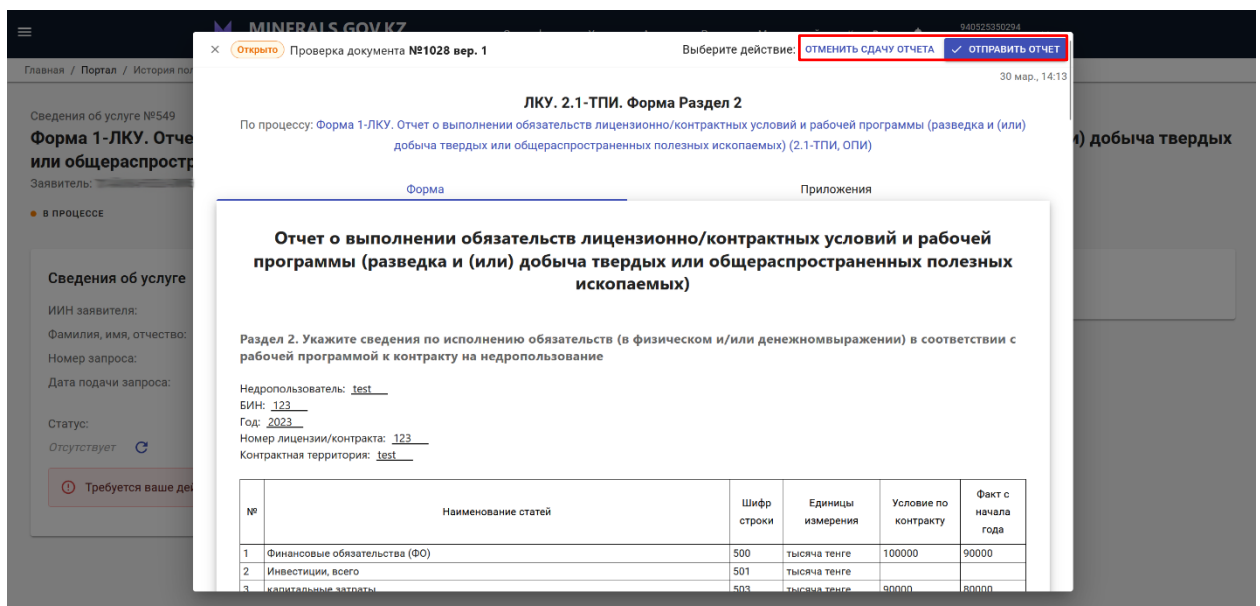 MINERALS.GOV.KZ
940525350294
× Открыто Проверка документа №1028 вер. 1 Выберите действие: ОТМЕНИТЬ СДАЧУ ОТЧЕТА ОТПРАВИТЬ ОТЧЕТ
Главная / Портал / История
30 мар., 14:13
ЛКУ. 2.1-ТПИ. Форма Раздел 2
Сведения об услуге №549
По процессу: Форма 1-ЛКУ. Отчет о выполнении обязательств лицензионно/контрактных условий и рабочей программы (разведка и (или)
Форма 1-ЛКУ. Отче
добыча твердых
добыча твердых или общераспространенных полезных ископаемых) (2.1-ТПИ, ОПИ)
или общераспростр
Заявитель:
Форма Приложения
В ПРОЦЕССЕ
Отчет о выполнении обязательств лицензионно/контрактных условий и рабочей
программы (разведка и (или) добыча твердых или общераспространенных полезных
ископаемых)
Сведения об услуге
ИИН заявителя:
Фамилия, имя, отчество:
Раздел 2. Укажите сведения по исполнению обязательств (в физическом и/или денежномвыражении) в соответствии с
рабочей программой к контракту на недропользование
Номер запроса:
Дата подачи запроса:
Недропользователь: test
БИН: 123
Год: 2023
Номер лицензии/контракта: 123
Контрактная территория: test
Статус:
Отсутствует
Требуется ваше дей
№ Наименование статей Шифр строки Единицы измерения Условие по контракту Факт с начала года
1 Финансовые обязательства (ФО) 500 тысяча тенге 100000 90000
2 Инвестиции, всего 501 тысяча тенге
3 капитальные затраты 503 тысяча тенге 90000 80000